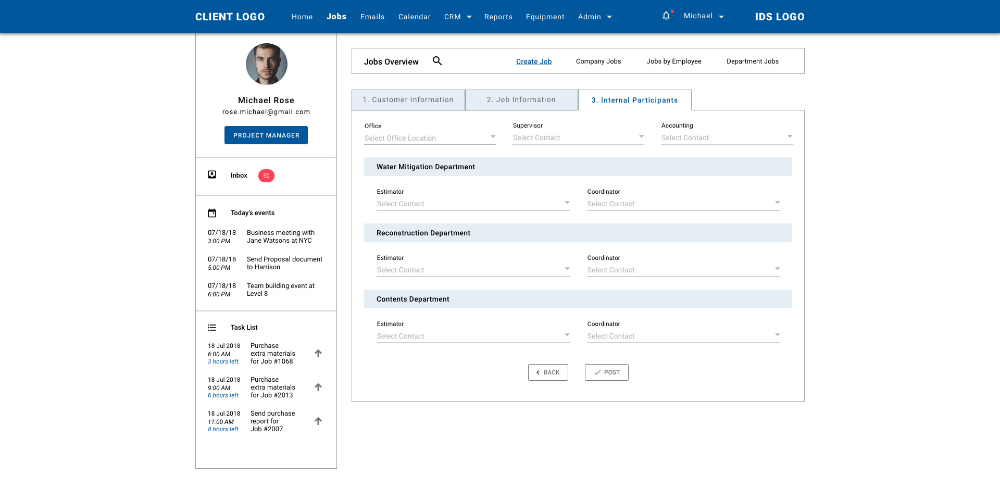 CLIENT LOGO
Home
Jobs
Emails
Calendar
CRM
Reports
Equipment
Admin
Michael
IDS LOGO
Michael Rose
rose.michael@gmail.com
PROJECT MANAGER
Inbox
50
Today's events
07/18/18
3:00 PM
Business meeting with
Jane Watsons at NYC
07/18/18
5:00 PM
Send Proposal document
to Harrison
07/18/18
6:00 PM
Team building event at
Level 8
Task List
18 Jul 2018
6:00 AM
3 hours left
Purchase
extra materials
for Job #1068
18 Jul 2018
9:00 AM
6 hours left
Purchase
extra materials
for Job #2013
18 Jul 2018
11:00 AM
8 hours left
Send purchase
report for
Job #2007
Jobs Overview
Create Job
Company Jobs
Jobs by Employee
Department Jobs
1. Customer Information
2. Job Information
3. Internal Participants
Office
Select Office Location
Supervisor
Select Contact
Accounting
Select Contact
Water Mitigation Department
Estimator
Select Contact
Coordinator
Select Contact
Reconstruction Department
Estimator
Select Contact
Coordinator
Select Contact
Contents Department
Estimator
Select Contact
Coordinator
Select Contact
BACK
POST